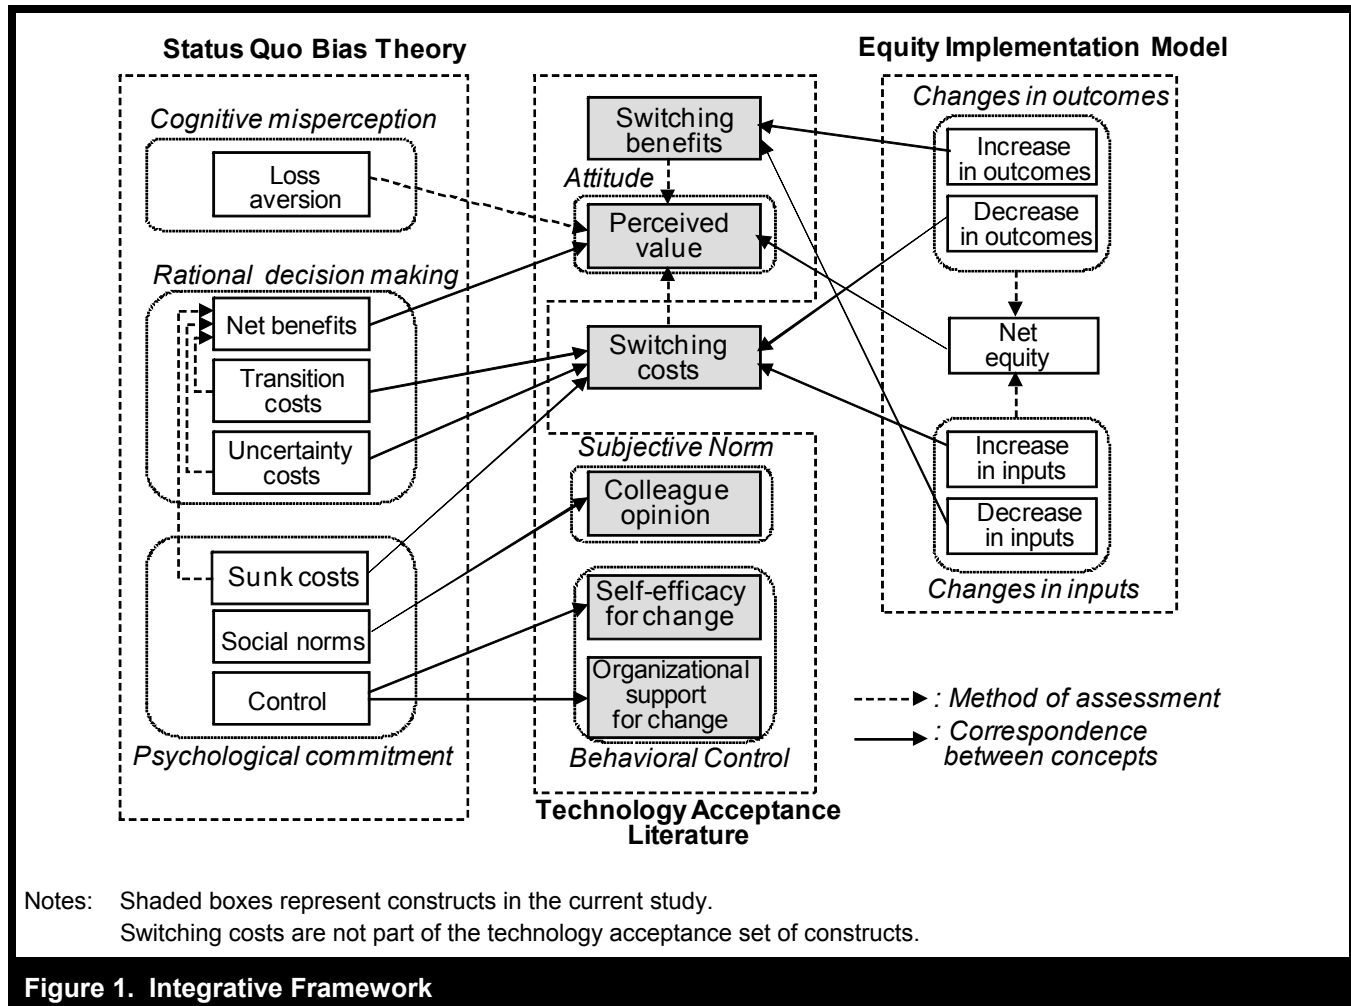 Status Quo Bias Theory
Cognitive misperception
Loss
aversion
Rational decision making
Net benefits
Transition
costs
Uncertainty
costs
Sunk costs
Social norms
Control
Psychological commitment
Switching
benefits
Attitude
Perceived
value
Switching
costs
Subjective Norm
Colleague
opinion
Self-efficacy
for change
Organizational
support
for change
Behavioral Control
Technology Acceptance
Literature
Equity Implementation Model
Changes in outcomes
Increase
in outcomes
Decrease
in outcomes
Net
equity
Increase
in inputs
Decrease
in inputs
Changes in inputs
: Method of assessment
: Correspondence
between concepts
Notes: Shaded boxes represent constructs in the current study.
Switching costs are not part of the technology acceptance set of constructs.
Figure 1. Integrative Framework